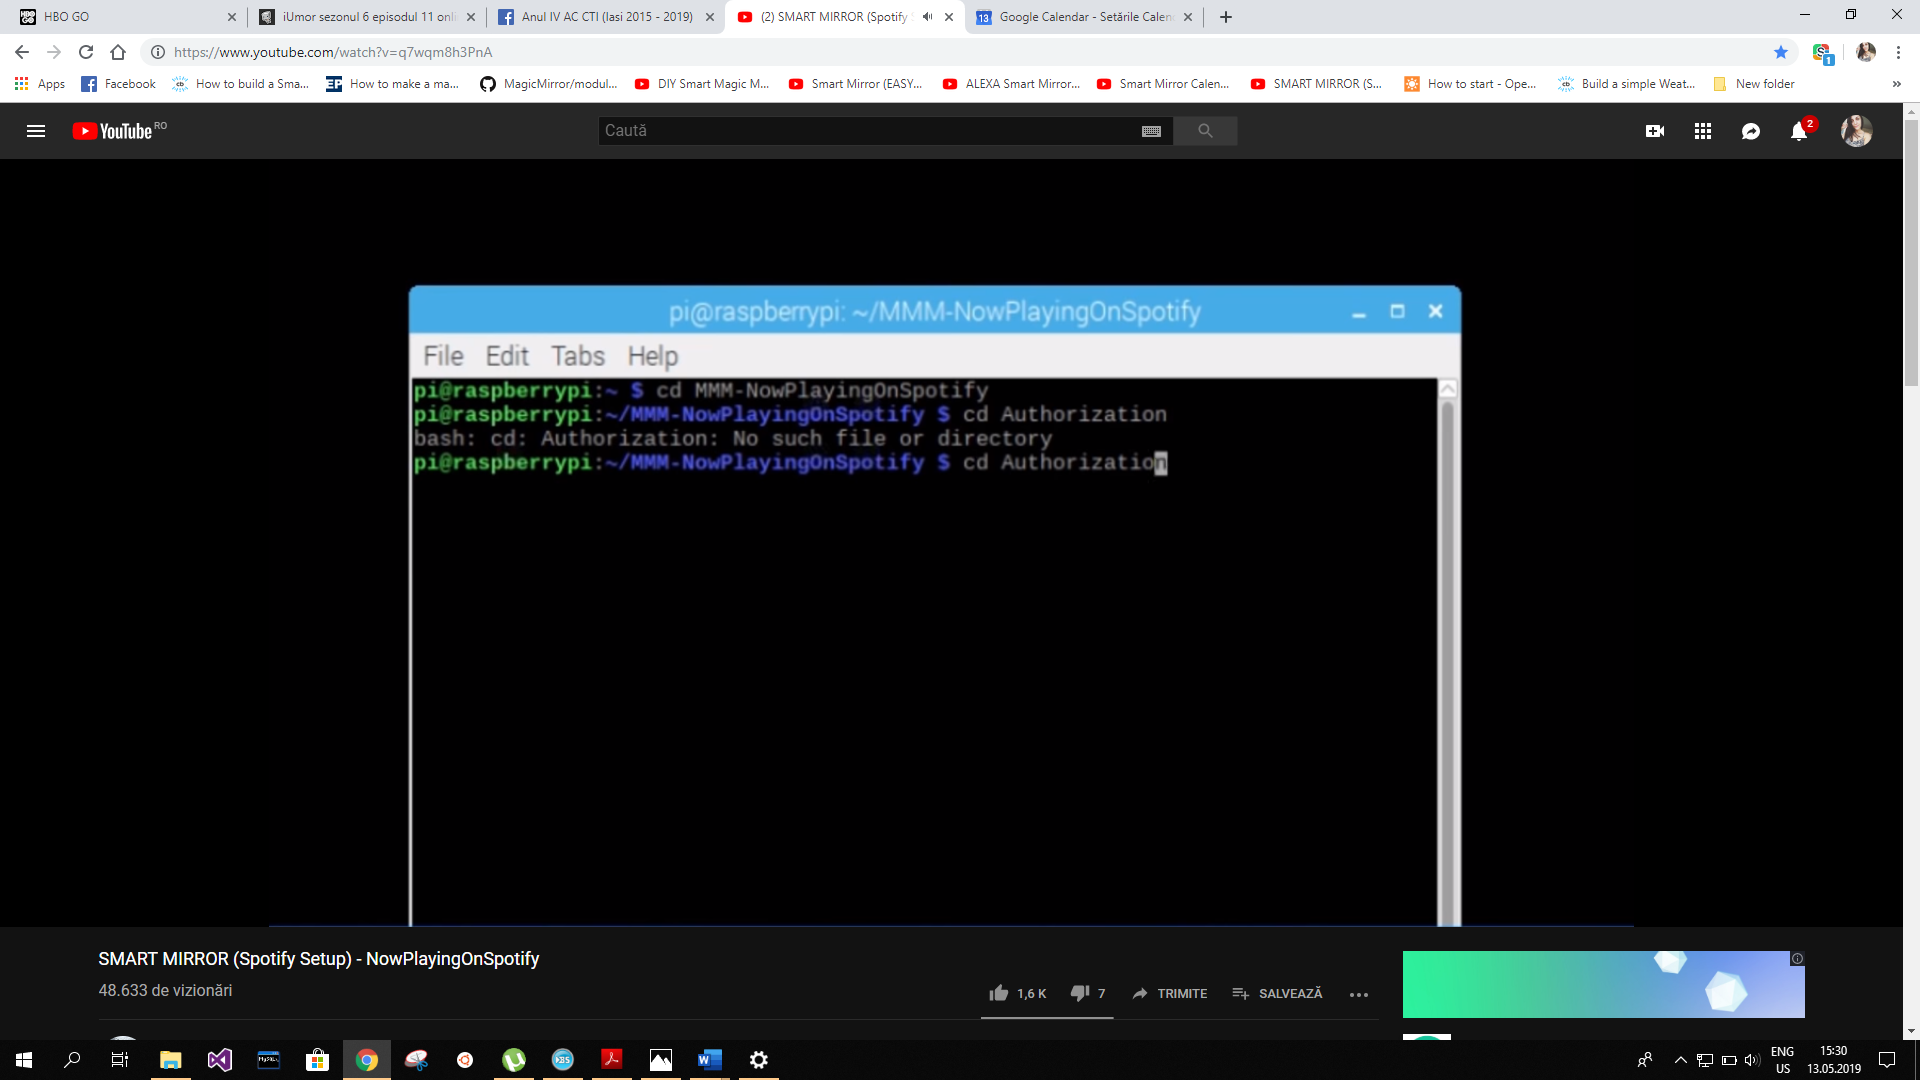 HBO GO
iUmor sezonul 6 episodul 11 onli
Anul IV AC CTI (Iasi 2015 - 2019)
(2) SMART MIRROR (Spotify S
13
Google Calendar - Setările Calen
https://www.youtube.com/watch?v=q7wqm8h3PnA
1
Apps
Facebook
How to build a Sma...
How to make a ma...
MagicMirror/modul...
DIY Smart Magic M...
Smart Mirror (EASY...
ALEXA Smart Mirror...
Smart Mirror Calen...
SMART MIRROR (S...
How to start - Ope...
Build a simple Weat...
New folder
»
YouTube RO
Caută
2
pi@raspberrypi: ~/MMM-NowPlayingOnSpotify
File Edit Tabs Help
pi@raspberrypi:~ $ cd MMM-NowPlayingOnSpotify
pi@raspberrypi:~/MMM-NowPlayingOnSpotify $ cd Authorization
bash: cd: Authorization: No such file or directory
pi@raspberrypi:~/MMM-NowPlayingOnSpotify $ cd Authorization
SMART MIRROR (Spotify Setup) - NowPlayingOnSpotify
48.633 de vizionări
1,6 K
7
TRIMITE
SALVEAZĂ
ENG
US
15:30
13.05.2019